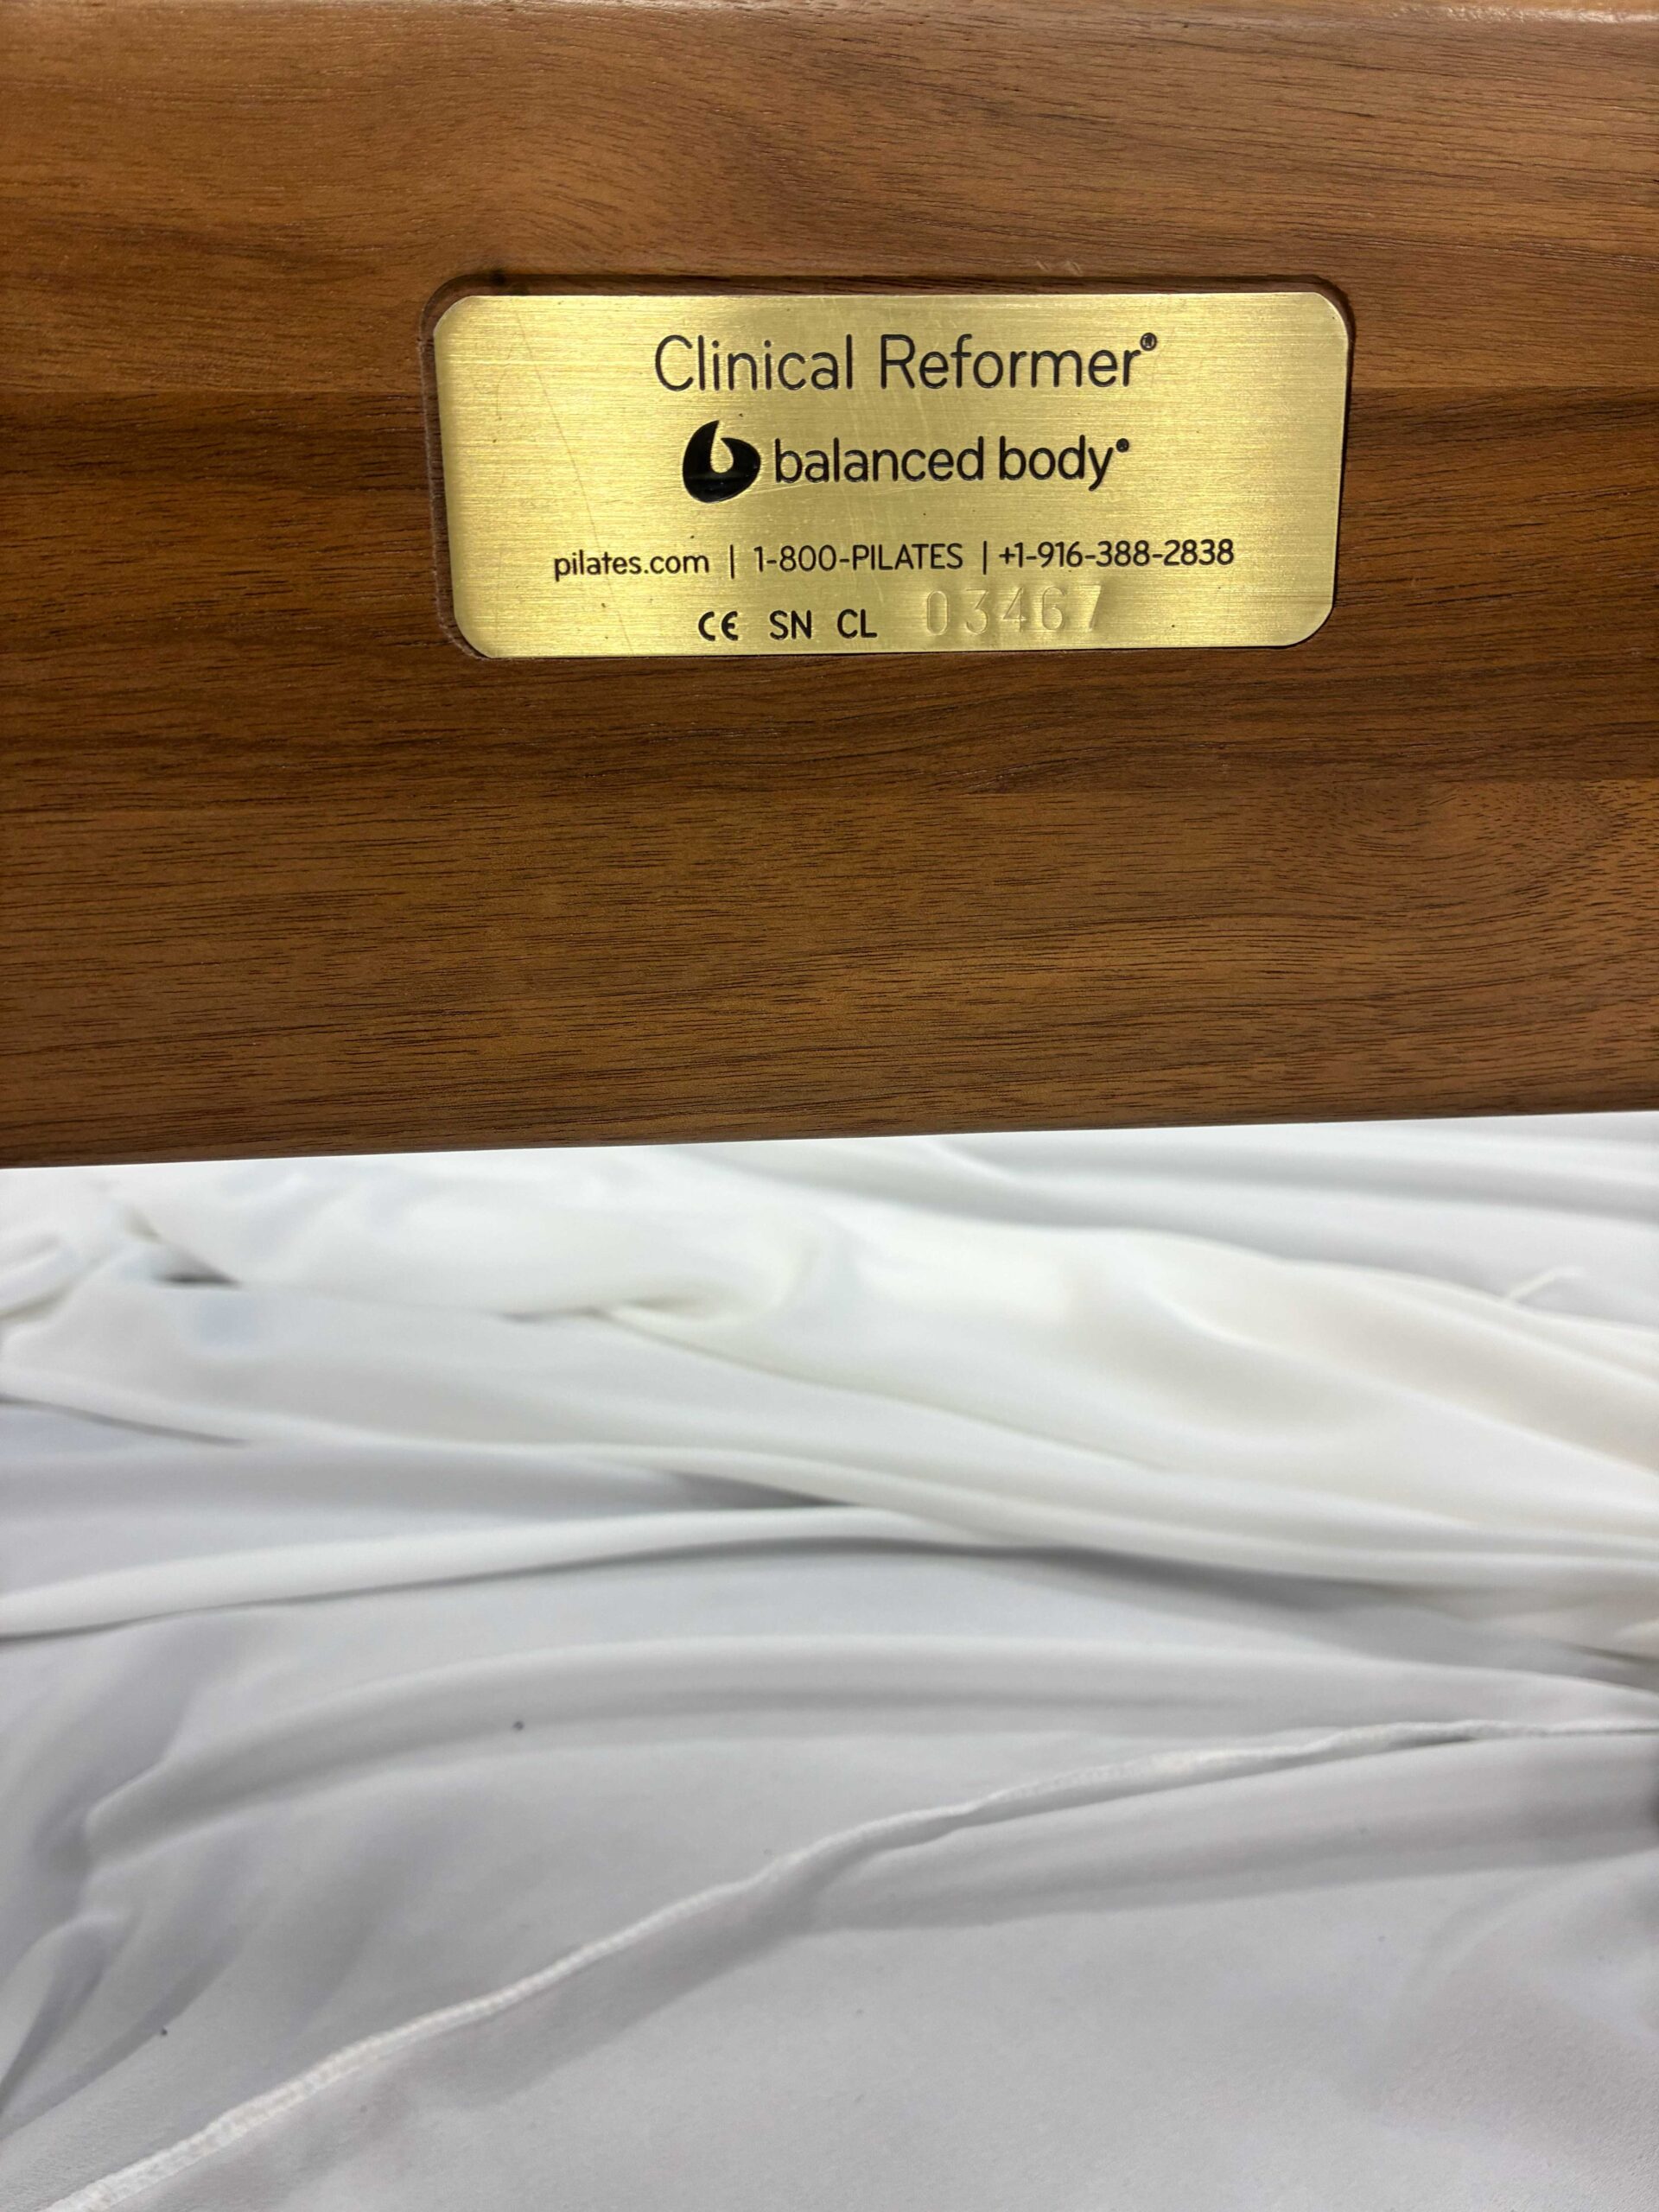 Clinical Reformer®
balanced body®
pilates.com | 1-800-PILATES | +1-916-388-2838
CE SN CL 03467